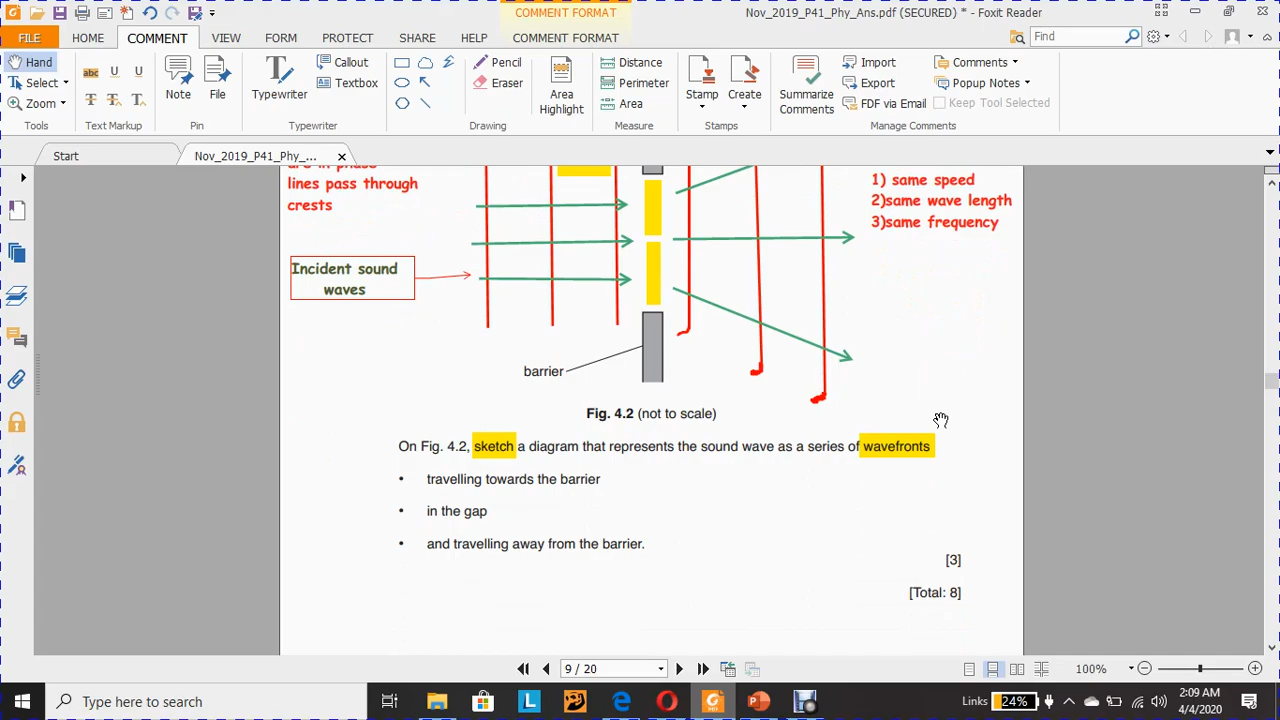 COMMENT FORMAT
Nov_2019_P41_Phy_Ans.pdf (SECURED) * - Foxit Reader
FILE HOME COMMENT VIEW FORM PROTECT SHARE HELP COMMENT FORMAT Find
Hand Select Zoom
Tools
abc U U T T T
Text Markup
Note File
Pin
Typewriter Callout Textbox
Typewriter
Pencil Eraser
Drawing
Area Highlight
Distance Perimeter Area
Measure
Stamp Create
Stamps
Summarize Comments
Import Export FDF via Email
Comments Popup Notes Keep Tool Selected
Manage Comments
Start Nov_2019_P41_Phy_...
are in phase
lines pass through
crests
1) same speed
2)same wave length
3)same frequency
Incident sound
waves
barrier
Fig. 4.2 (not to scale)
On Fig. 4.2, sketch a diagram that represents the sound wave as a series of wavefronts
• travelling towards the barrier
• in the gap
• and travelling away from the barrier.
[3]
[Total: 8]
9 / 20
100%
Type here to search
L
Links 24%
2:09 AM
4/4/2020